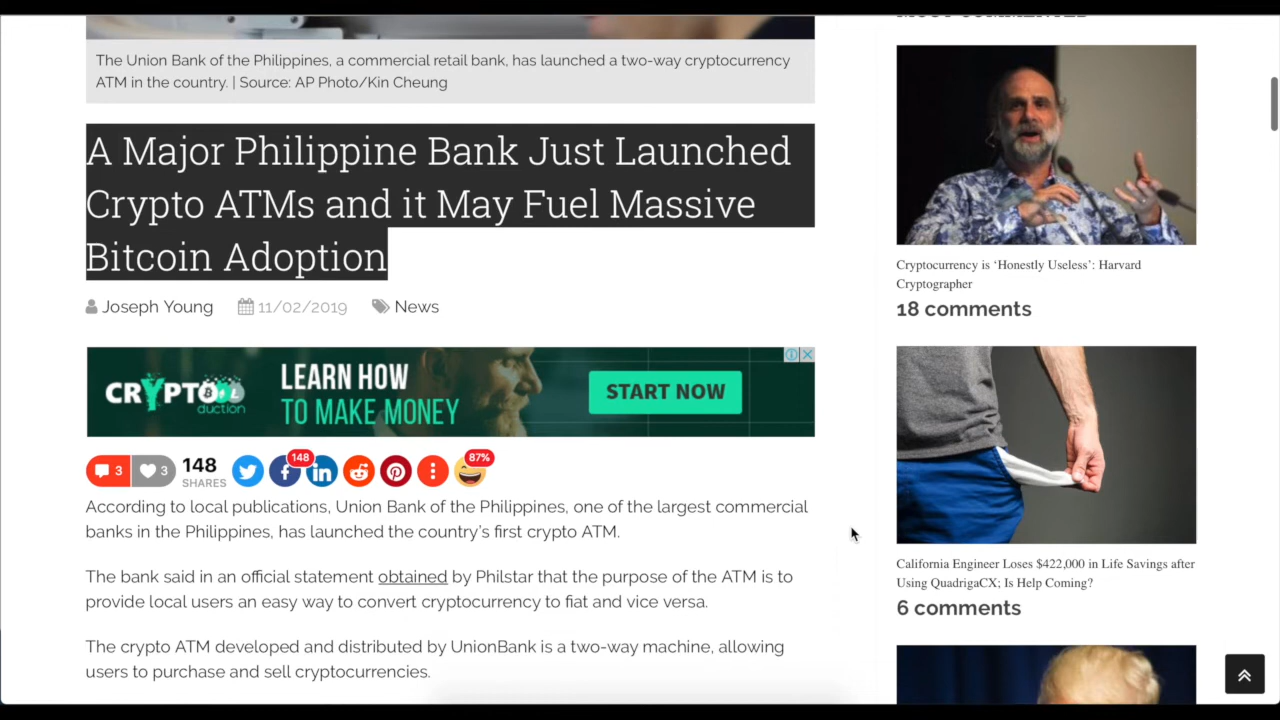 The Union Bank of the Philippines, a commercial retail bank, has launched a two-way cryptocurrency
ATM in the country. | Source: AP Photo/Kin Cheung
A Major Philippine Bank Just Launched
Crypto ATMs and it May Fuel Massive
Bitcoin Adoption
Joseph Young 11/02/2019 News
CRYPTO
duction
LEARN HOW
TO MAKE MONEY
START NOW
3 3 148 SHARES 148 87%
According to local publications, Union Bank of the Philippines, one of the largest commercial
banks in the Philippines, has launched the country's first crypto ATM.
The bank said in an official statement obtained by Philstar that the purpose of the ATM is to
provide local users an easy way to convert cryptocurrency to fiat and vice versa.
The crypto ATM developed and distributed by UnionBank is a two-way machine, allowing
users to purchase and sell cryptocurrencies.
Cryptocurrency is ‘Honestly Useless’: Harvard
Cryptographer
18 comments
California Engineer Loses $422,000 in Life Savings after
Using QuadrigaCX; Is Help Coming?
6 comments